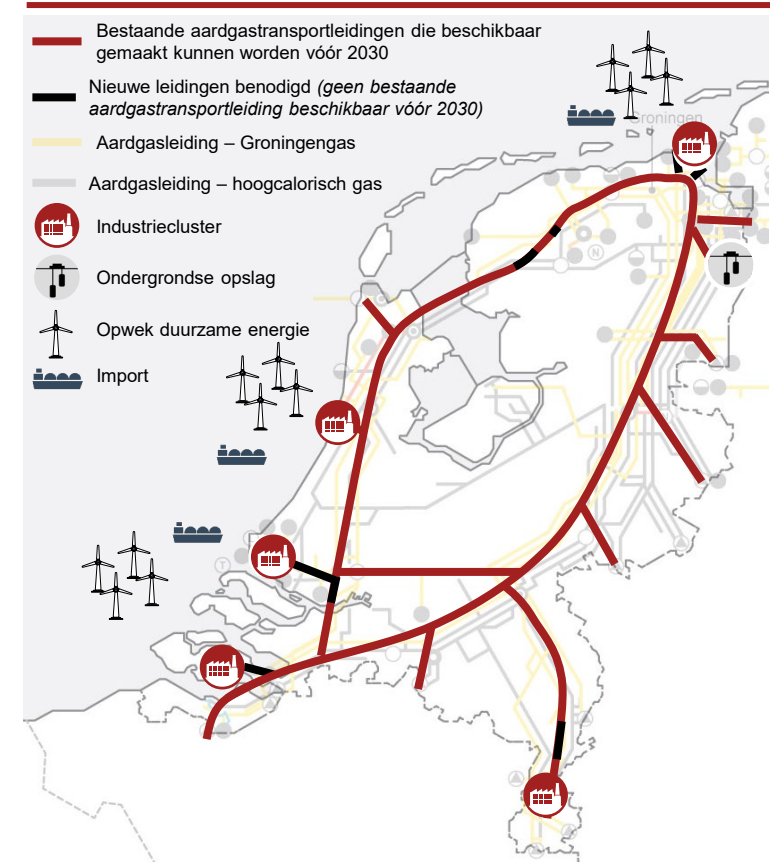 Bestaande aardgastransportleidingen die beschikbaar
gemaakt kunnen worden vóór 2030
Nieuwe leidingen benodigd (geen bestaande
aardgastransportleiding beschikbaar vóór 2030)
Aardgasleiding – Groningengas
Aardgasleiding – hoogcalorisch gas
Industriecluster
Ondergrondse opslag
Opwek duurzame energie
Import
Groningen
N
T